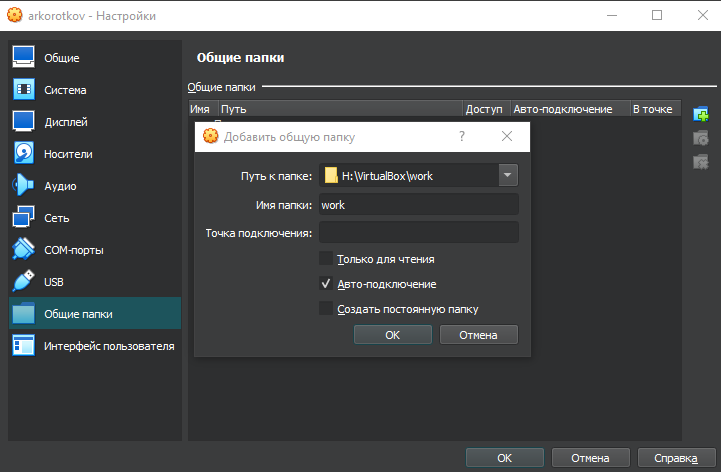 arkorotkov - Настройки
Общие
Система
Дисплей
Носители
Аудио
Сеть
COM-порты
USB
Общие папки
Интерфейс пользователя
Общие папки
Общие папки
Имя Путь Доступ Авто-подключение В точке
Добавить общую папку ?
Путь к папке: H:\VirtualBox\work
Имя папки: work
Точка подключения:
Только для чтения
Авто-подключение
Создать постоянную папку
OK Отмена
OK Отмена Справка